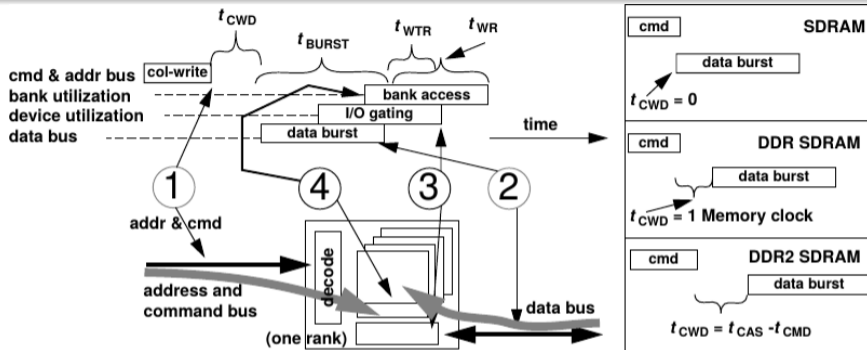 tCWD
tBURST
tWTR
tWR
cmd & addr bus
col-write
bank utilization
bank access
device utilization
I/O gating
data bus
data burst
time
1
4
3
2
addr & cmd
decode
address and
command bus
data bus
(one rank)
cmd
SDRAM
data burst
tCWD = 0
cmd
DDR SDRAM
data burst
tCWD = 1 Memory clock
cmd
DDR2 SDRAM
data burst
tCWD = tCAS -tCMD